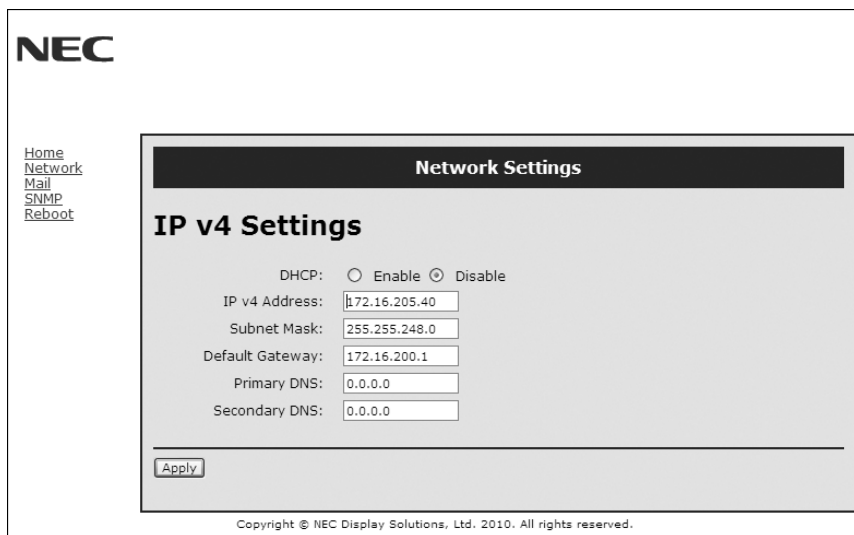 NEC
Home
Network
Mail
SNMP
Reboot
Network Settings
IP v4 Settings
DHCP: Enable Disable
IP v4 Address: 172.16.205.40
Subnet Mask: 255.255.248.0
Default Gateway: 172.16.200.1
Primary DNS: 0.0.0.0
Secondary DNS: 0.0.0.0
Apply
Copyright © NEC Display Solutions, Ltd. 2010. All rights reserved.